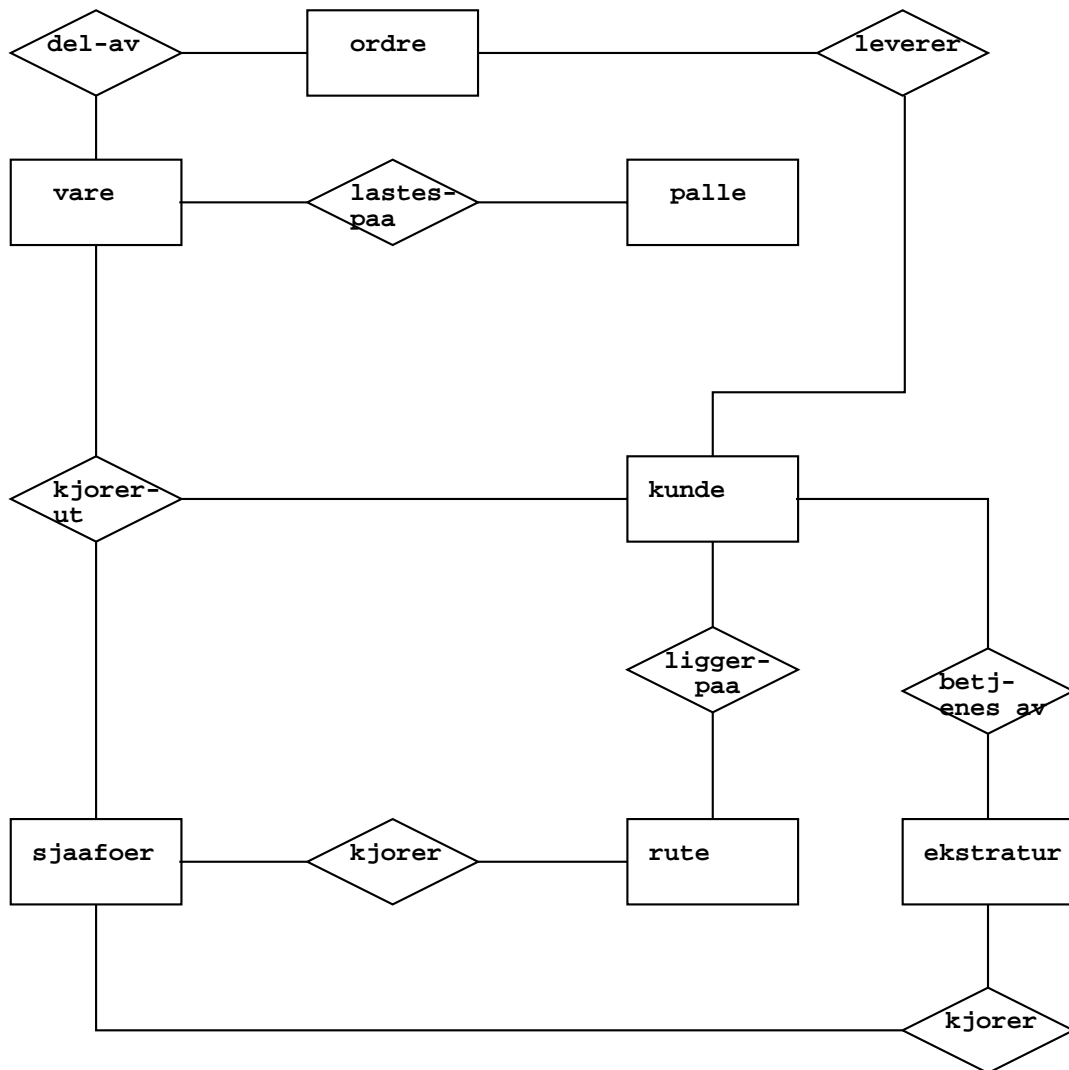 del-av
ordre
leverer
vare
lastes-
paa
palle
kjorer-
ut
kunde
ligger-
paa
betj-
enes av
sjaafoer
kjorer
rute
ekstratur
kjorer